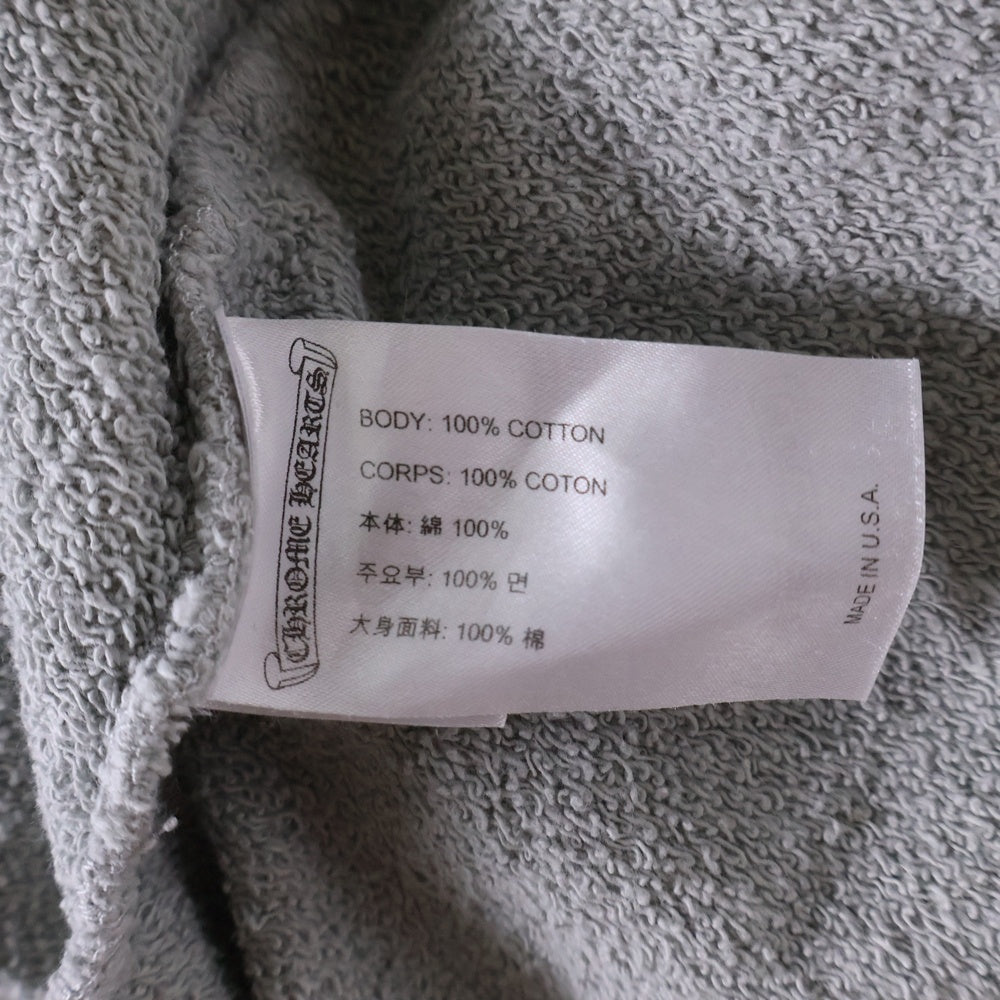 CHROME HEARTS
BODY: 100% COTTON
CORPS: 100% COTON
本体: 綿 100%
주요부: 100% 면
大身面料: 100% 棉
MADE IN U.S.A.